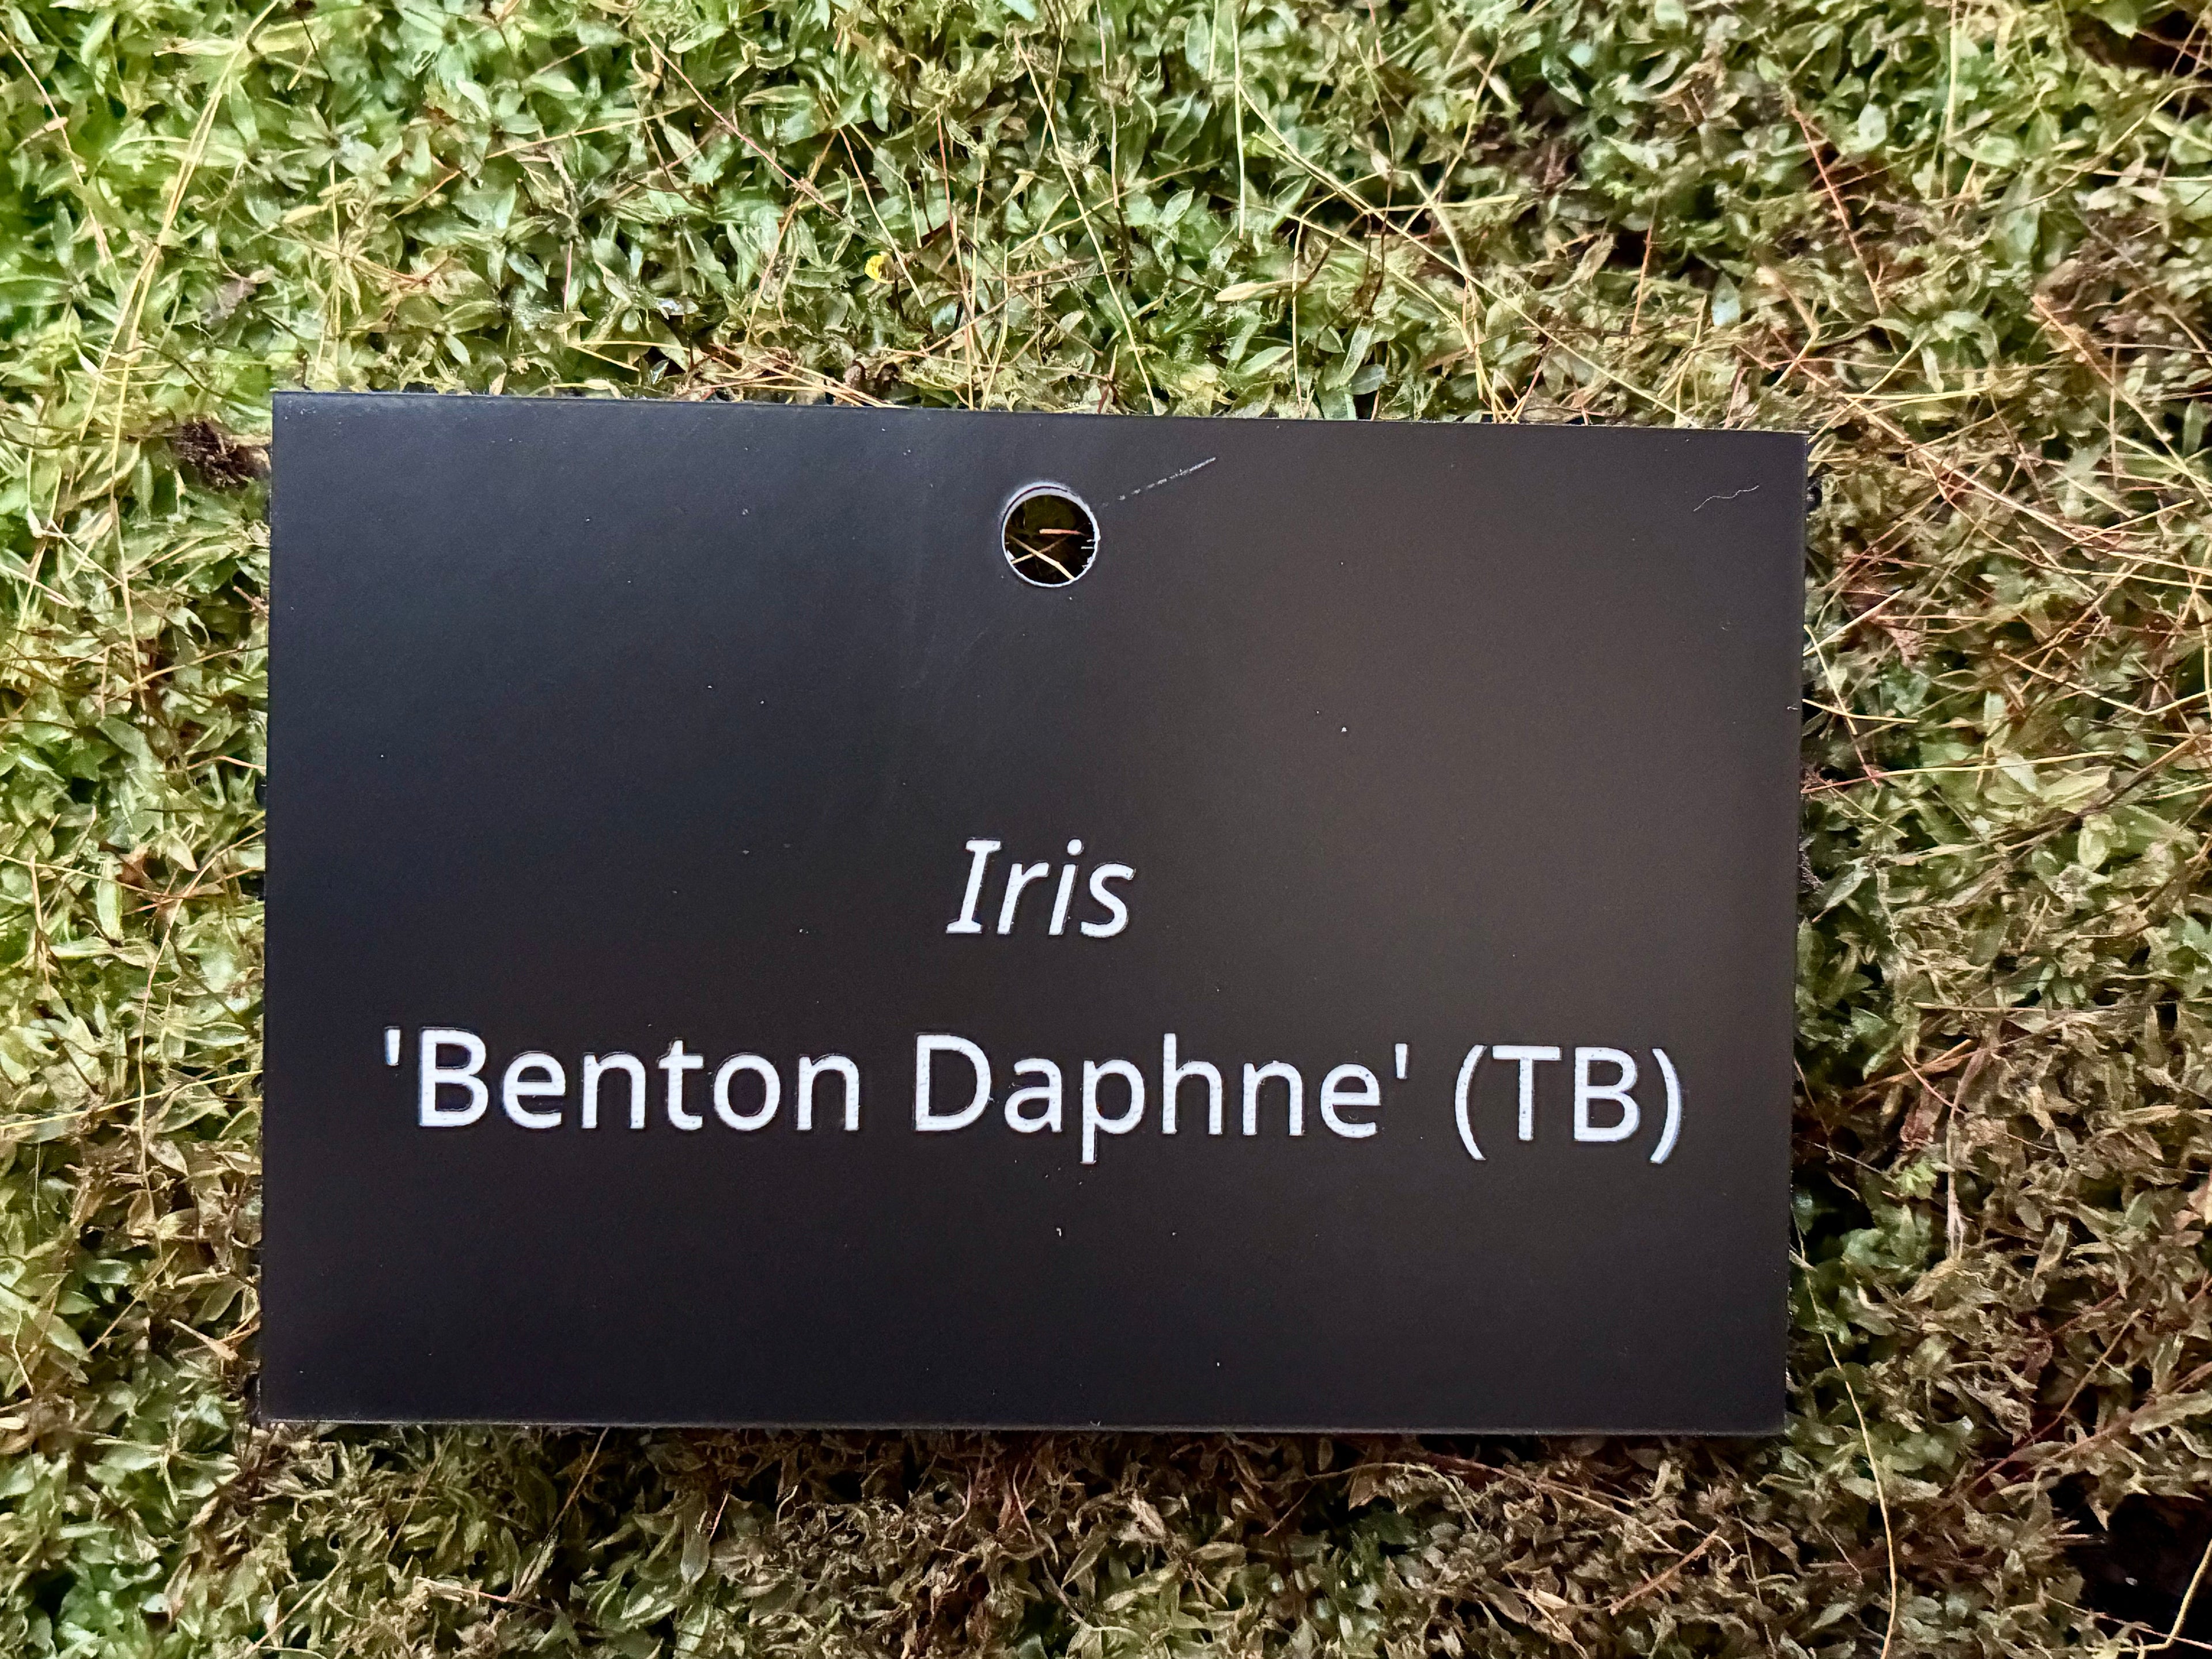 Iris
'Benton Daphne' (TB)